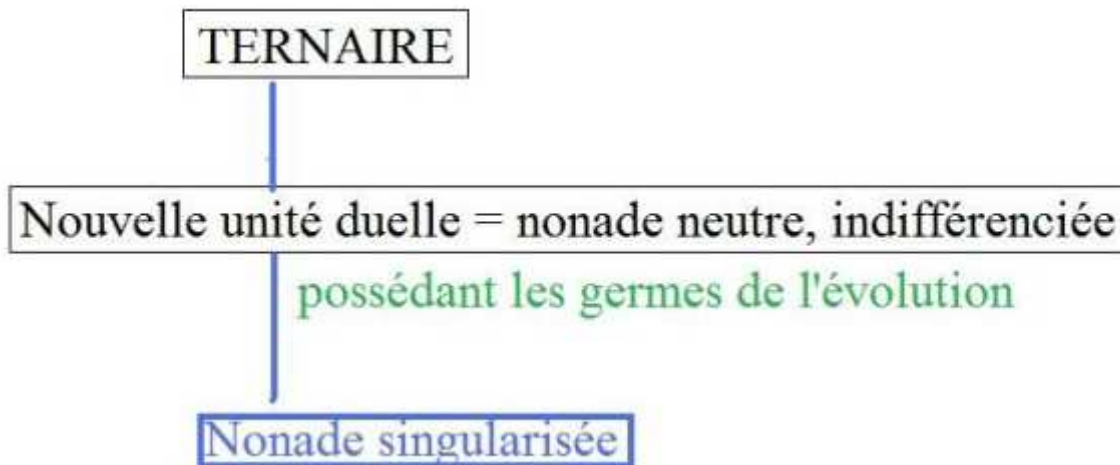 TERNAIRE
Nouvelle unité duelle = nonade neutre, indifférenciée
possédant les germes de l'évolution
Nonade singularisée